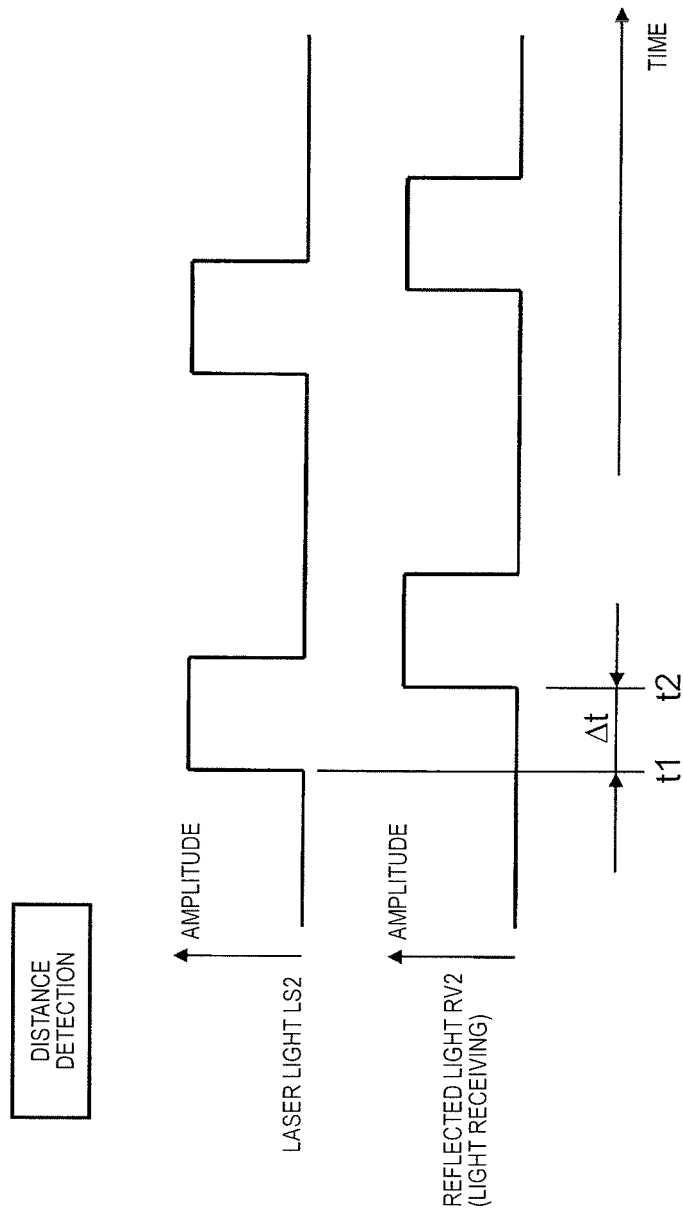 DISTANCE
DETECTION
AMPLITUDE
LASER LIGHT LS2
AMPLITUDE
REFLECTED LIGHT RV2
(LIGHT RECEIVING)
Δt
t1
t2
TIME